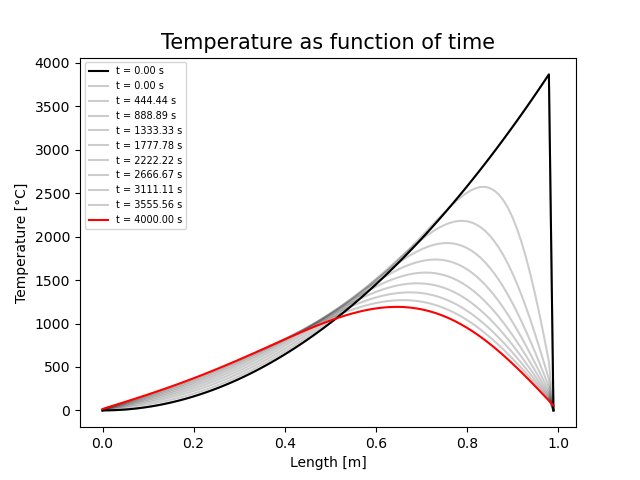 Temperature as function of time
4000
3500
3000
2500
2000
1500
1000
500
0
Temperature [°C]
t = 0.00 s
t = 0.00 s
t = 444.44 s
t = 888.89 s
t = 1333.33 s
t = 1777.78 s
t = 2222.22 s
t = 2666.67 s
t = 3111.11 s
t = 3555.56 s
t = 4000.00 s
0.0 0.2 0.4 0.6 0.8 1.0
Length [m]